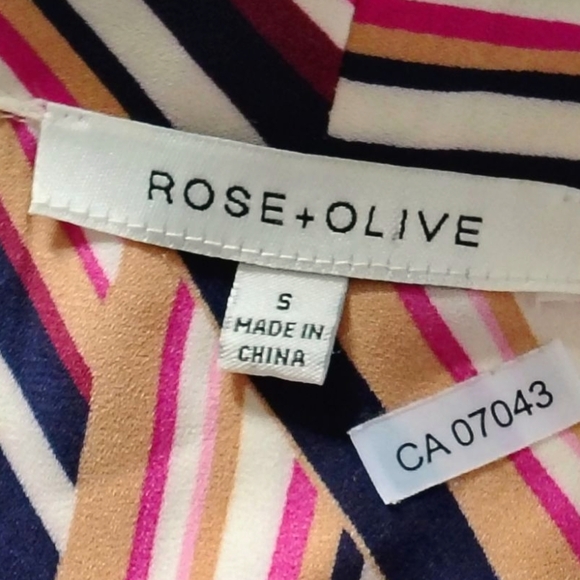 ROSE+OLIVE
S
MADE IN
CHINA
CA 07043